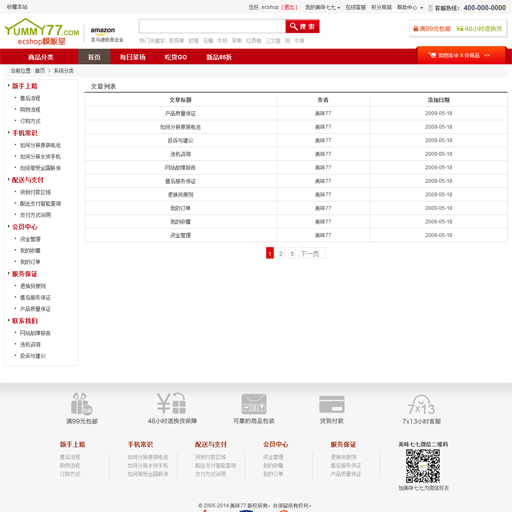 收藏本站
您好, ecshop [ 退出 ] 我的美味七七 在线客服 积分商城 帮助中心 客服热线: 400-000-0000
YUMMY77.COM
ecshop模板堂
amazon
亚马逊投资企业
搜 索
满99元包邮 48小时退换货
商品分类 首页 每日菜场 吃货GO 新品85折
购物车中 0 件商品 >>
当前位置: 首页 > 系统分类
新手上路
售后流程
购物流程
订购方式
手机常识
如何分辨原装电池
如何分辨水货手机
如何享受全国联保
配送与支付
货到付款区域
配送支付智能查询
支付方式说明
会员中心
资金管理
我的收藏
我的订单
服务保证
退换货原则
售后服务保证
产品质量保证
联系我们
网站故障报告
选机咨询
投诉与建议
文章列表
文章标题 作者 添加日期
产品质量保证 美味77 2009-05-18
如何分辨原装电池 美味77 2009-05-18
投诉与建议 美味77 2009-05-18
选机咨询 美味77 2009-05-18
网站故障报告 美味77 2009-05-18
售后服务保证 美味77 2009-05-18
退换货原则 美味77 2009-05-18
我的订单 美味77 2009-05-18
我的收藏 美味77 2009-05-18
资金管理 美味77 2009-05-18
1 2 3 下一页
满99元包邮 48小时退换货保障 可靠的商品包装 货到付款 7x13小时客服
新手上路 手机常识 配送与支付 会员中心 服务保证 美味七七微信二维码
售后流程 如何分辨原装电池 货到付款区域 资金管理 退换货原则
购物流程 如何分辨水货手机 配送支付智能查询 我的收藏 售后服务保证
订购方式 如何享受全国联保 支付方式说明 我的订单 产品质量保证
加美味七七为微信好友
© 2005-2014 美味77 版权所有，并保留所有权利。